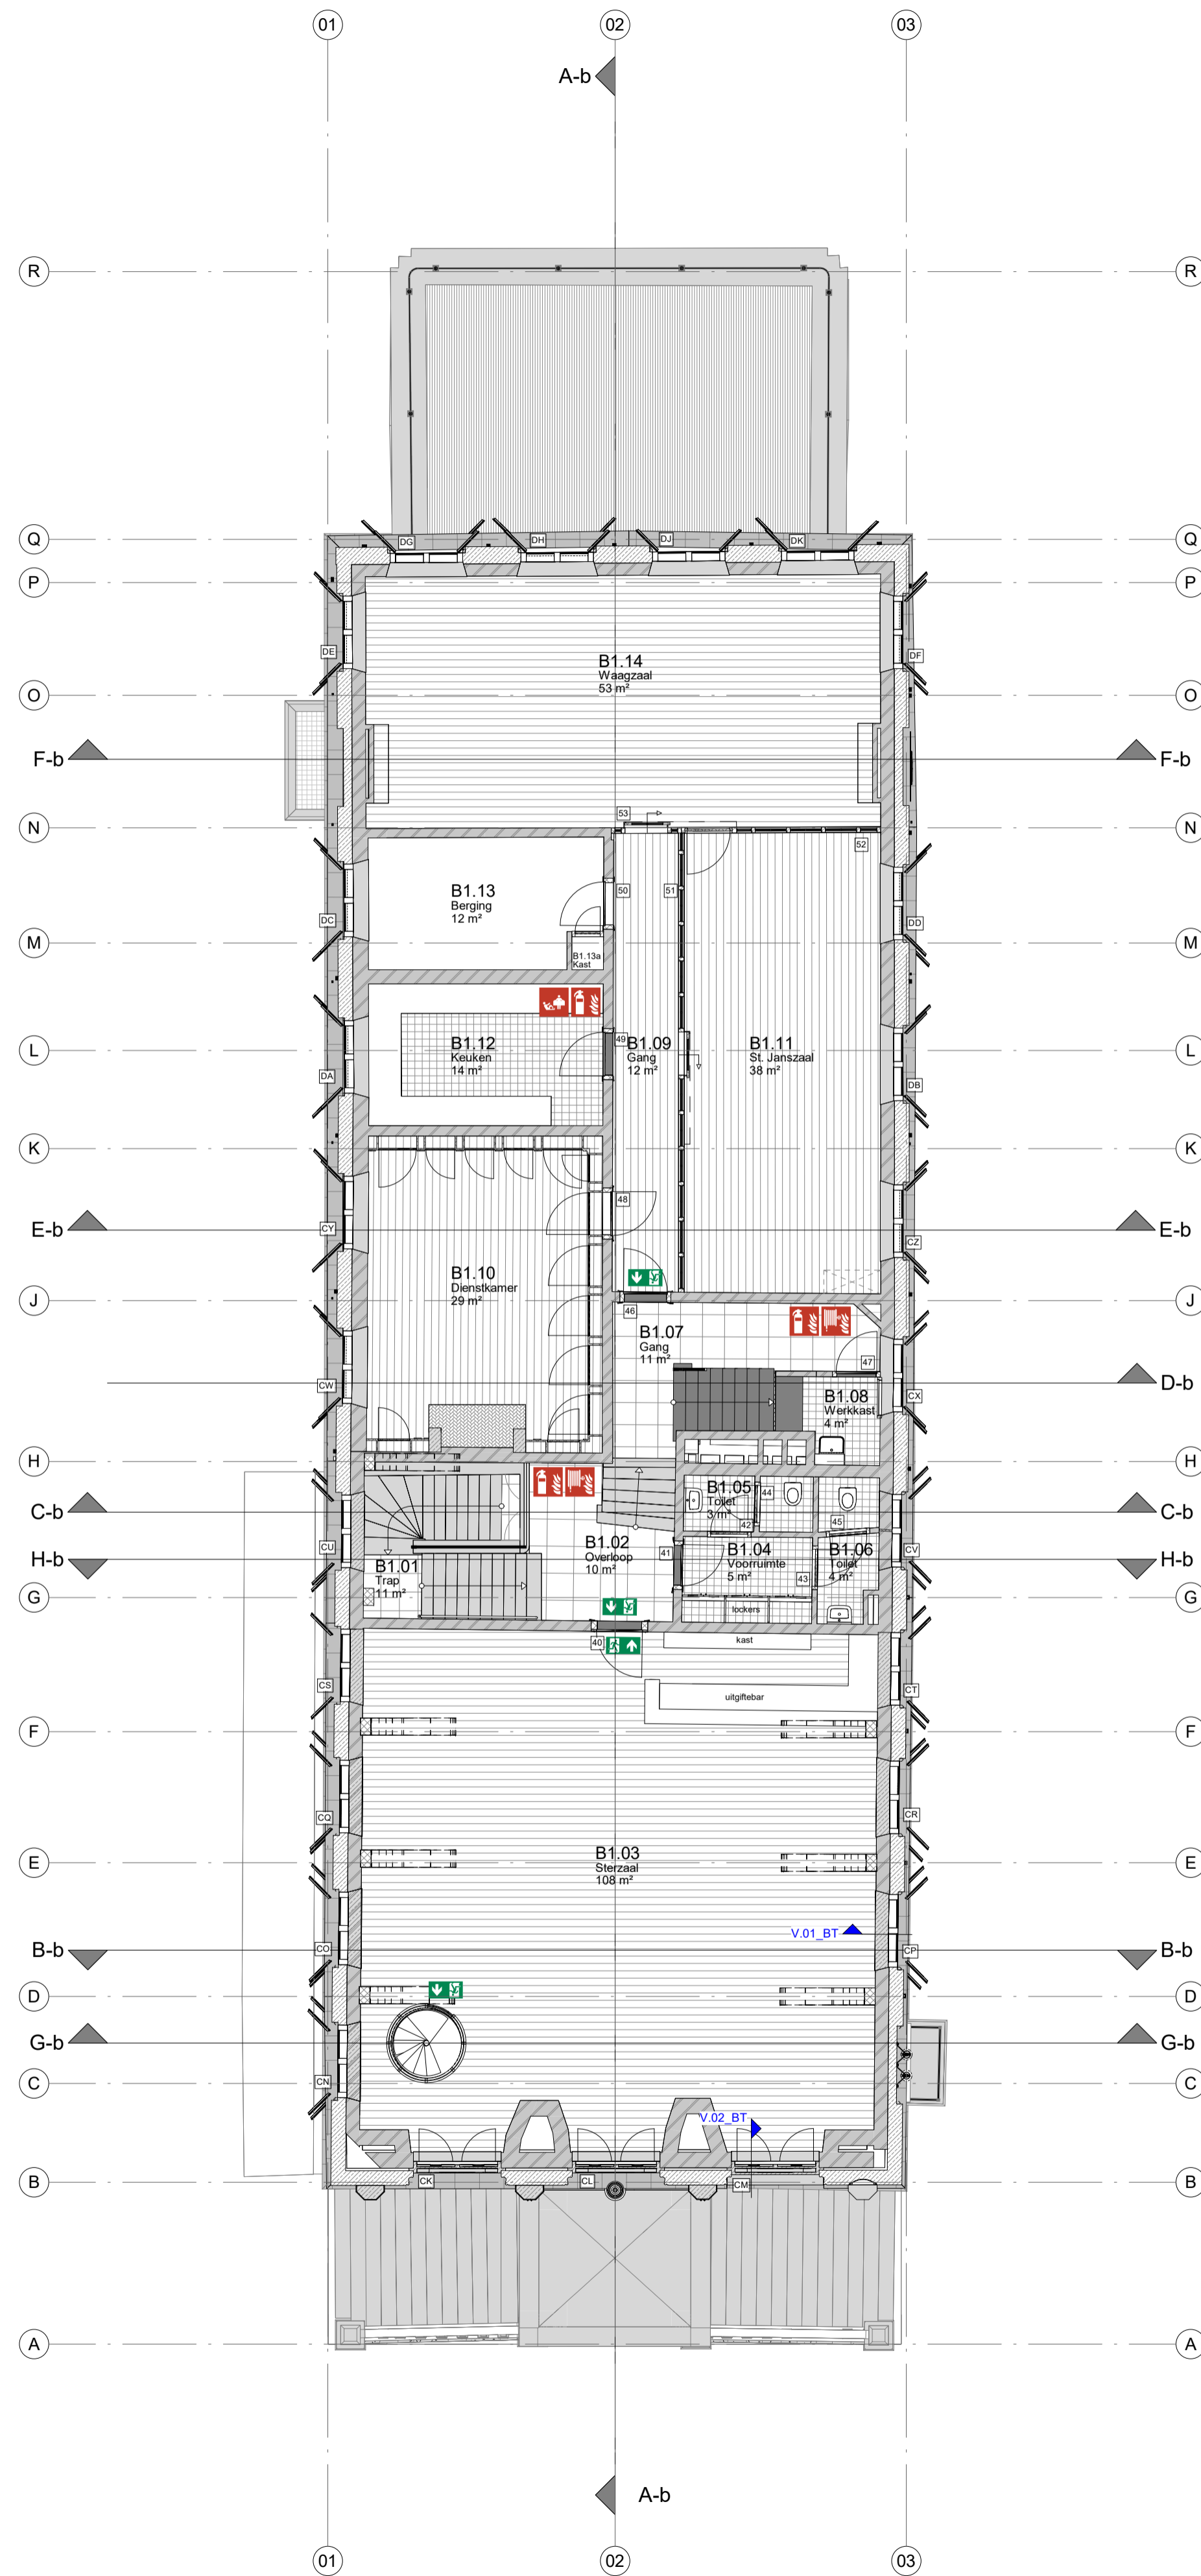 01
02
03
A-b
R
R
Q
Q
DG
DH
DJ
DK
P
P
DE
DF
B1.14
Waagzaal
53 m²
O
O
F-b
F-b
N
N
53
52
B1.13
Berging
12 m²
50
51
DC
DD
M
M
B1.13a
Kast
B1.12
Keuken
14 m²
49
B1.09
Gang
12 m²
B1.11
St. Janszaal
38 m²
L
L
DA
DB
K
K
48
E-b
E-b
CY
CZ
B1.10
Dienstkamer
29 m²
J
J
46
B1.07
Gang
11 m²
47
D-b
CW
CX
B1.08
Werkkast
4 m²
H
H
B1.05
Toilet
3 m²
44
42
45
C-b
C-b
CU
CV
H-b
H-b
B1.01
Trap
11 m²
B1.02
Overloop
10 m²
41
B1.04
Voorruimte
5 m²
43
B1.06
Toilet
4 m²
G
G
lockers
40
kast
CS
CT
uitgiftebar
F
F
CQ
CR
B1.03
Sterzaal
108 m²
E
E
V.01_BT
CO
CP
B-b
B-b
D
D
G-b
G-b
CN
C
C
V.02_BT
B
B
CK
CL
CM
A
A
A-b
01
02
03